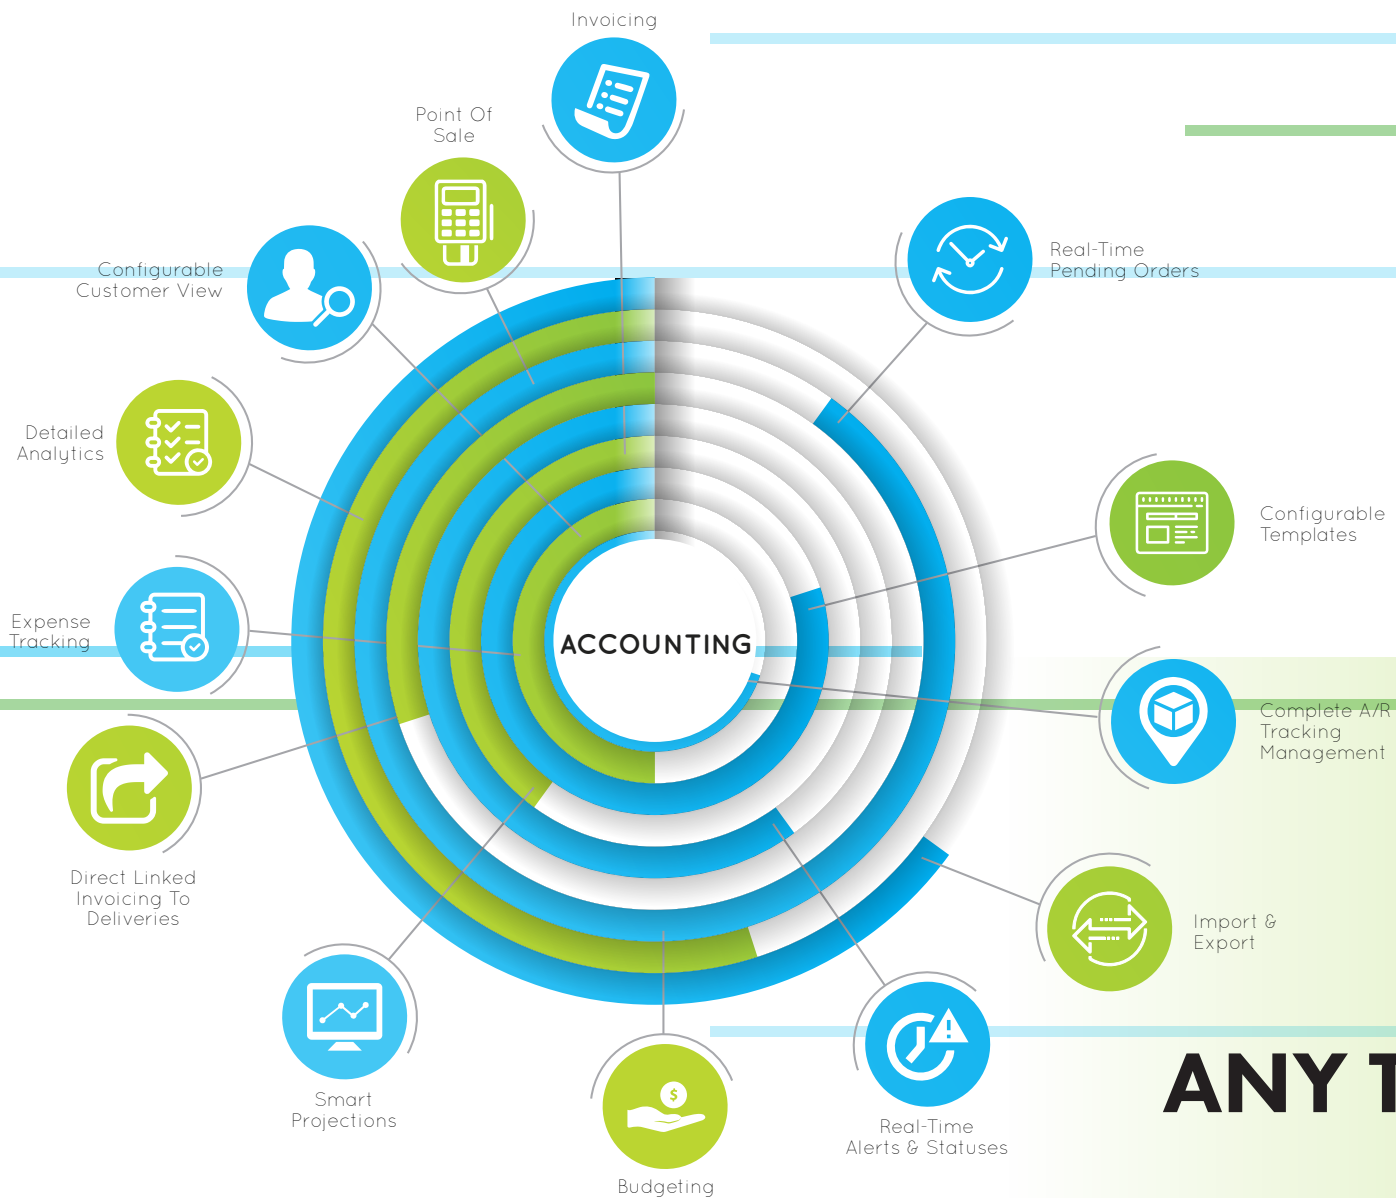 Invoicing
Point Of
Sale
Configurable
Customer View
Real-Time
Pending Orders
Detailed
Analytics
Configurable
Templates
Expense
Tracking
ACCOUNTING
Complete A/R
Tracking
Management
Direct Linked
Invoicing To
Deliveries
Import &
Export
Smart
Projections
$
Real-Time
Alerts & Statuses
Budgeting
ANY T